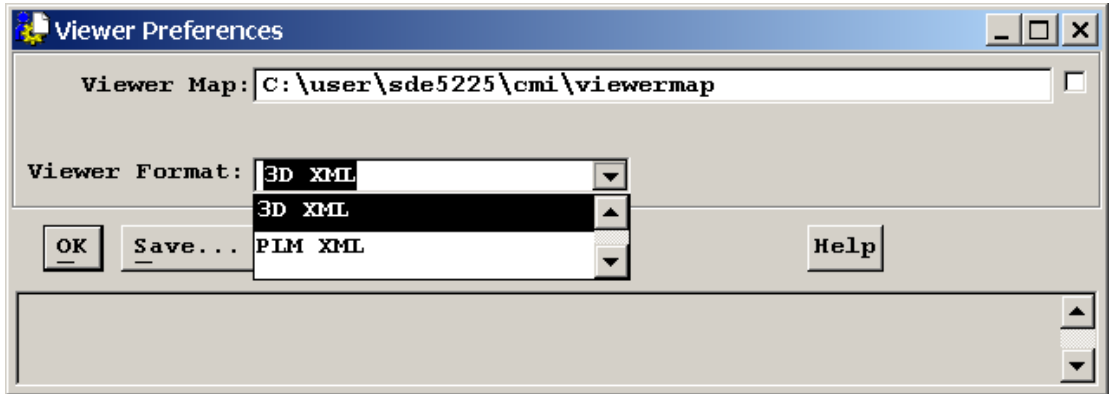 Viewer Preferences
Viewer Map: C:\user\sde5225\cmi\viewermap
Viewer Format: 3D XML
3D XML
OK Save... PLM XML Help